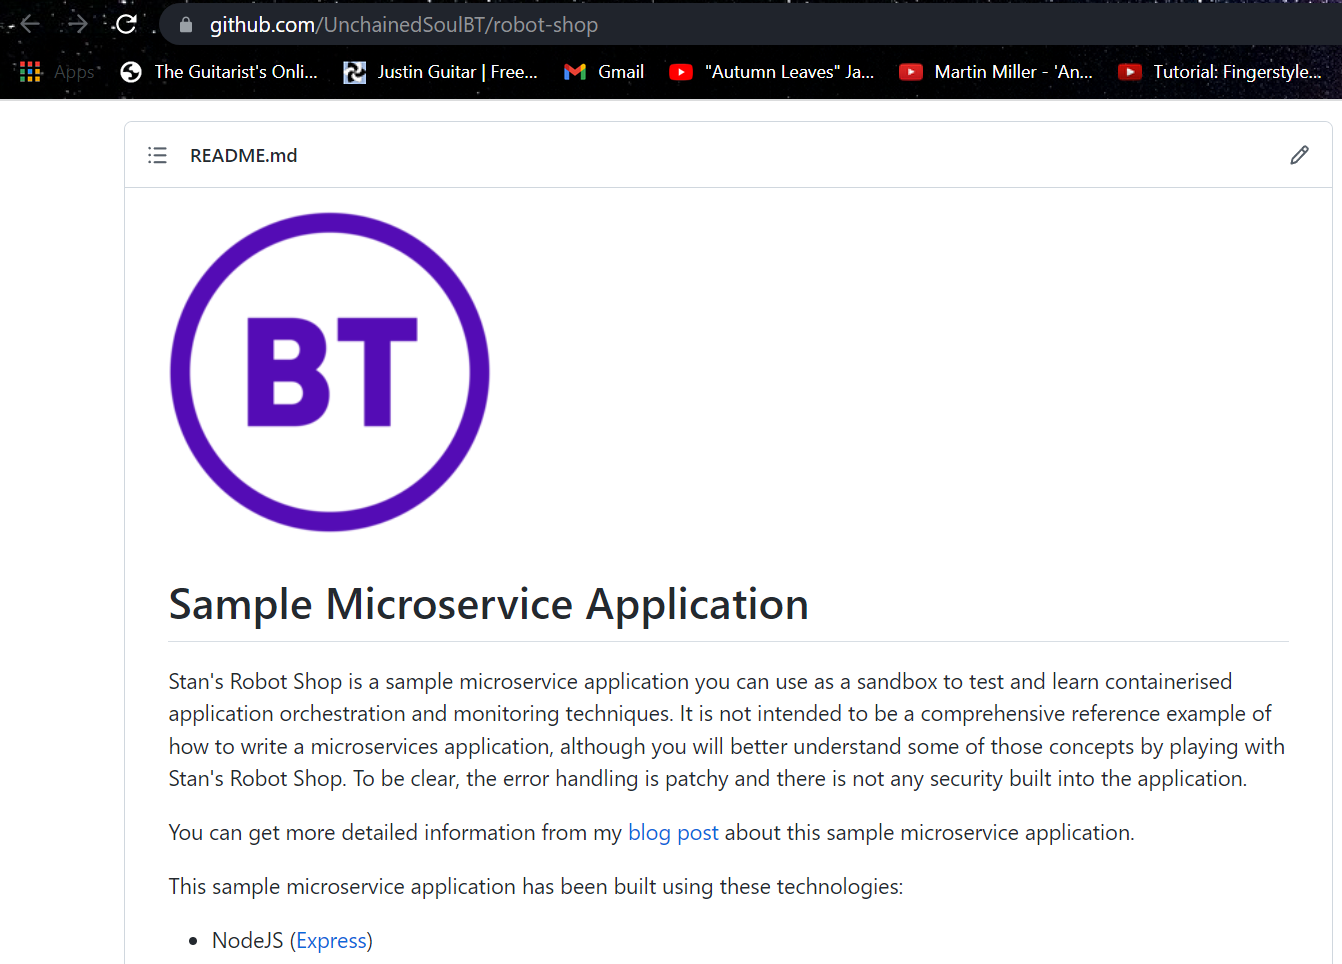 github.com/UnchainedSoulBT/robot-shop
Apps The Guitarist's Onli... Justin Guitar | Free... Gmail "Autumn Leaves" Ja... Martin Miller - 'An... Tutorial: Fingerstyle...
README.md
BT
Sample Microservice Application
Stan's Robot Shop is a sample microservice application you can use as a sandbox to test and learn containerised
application orchestration and monitoring techniques. It is not intended to be a comprehensive reference example of
how to write a microservices application, although you will better understand some of those concepts by playing with
Stan's Robot Shop. To be clear, the error handling is patchy and there is not any security built into the application.
You can get more detailed information from my blog post about this sample microservice application.
This sample microservice application has been built using these technologies:
• NodeJS (Express)